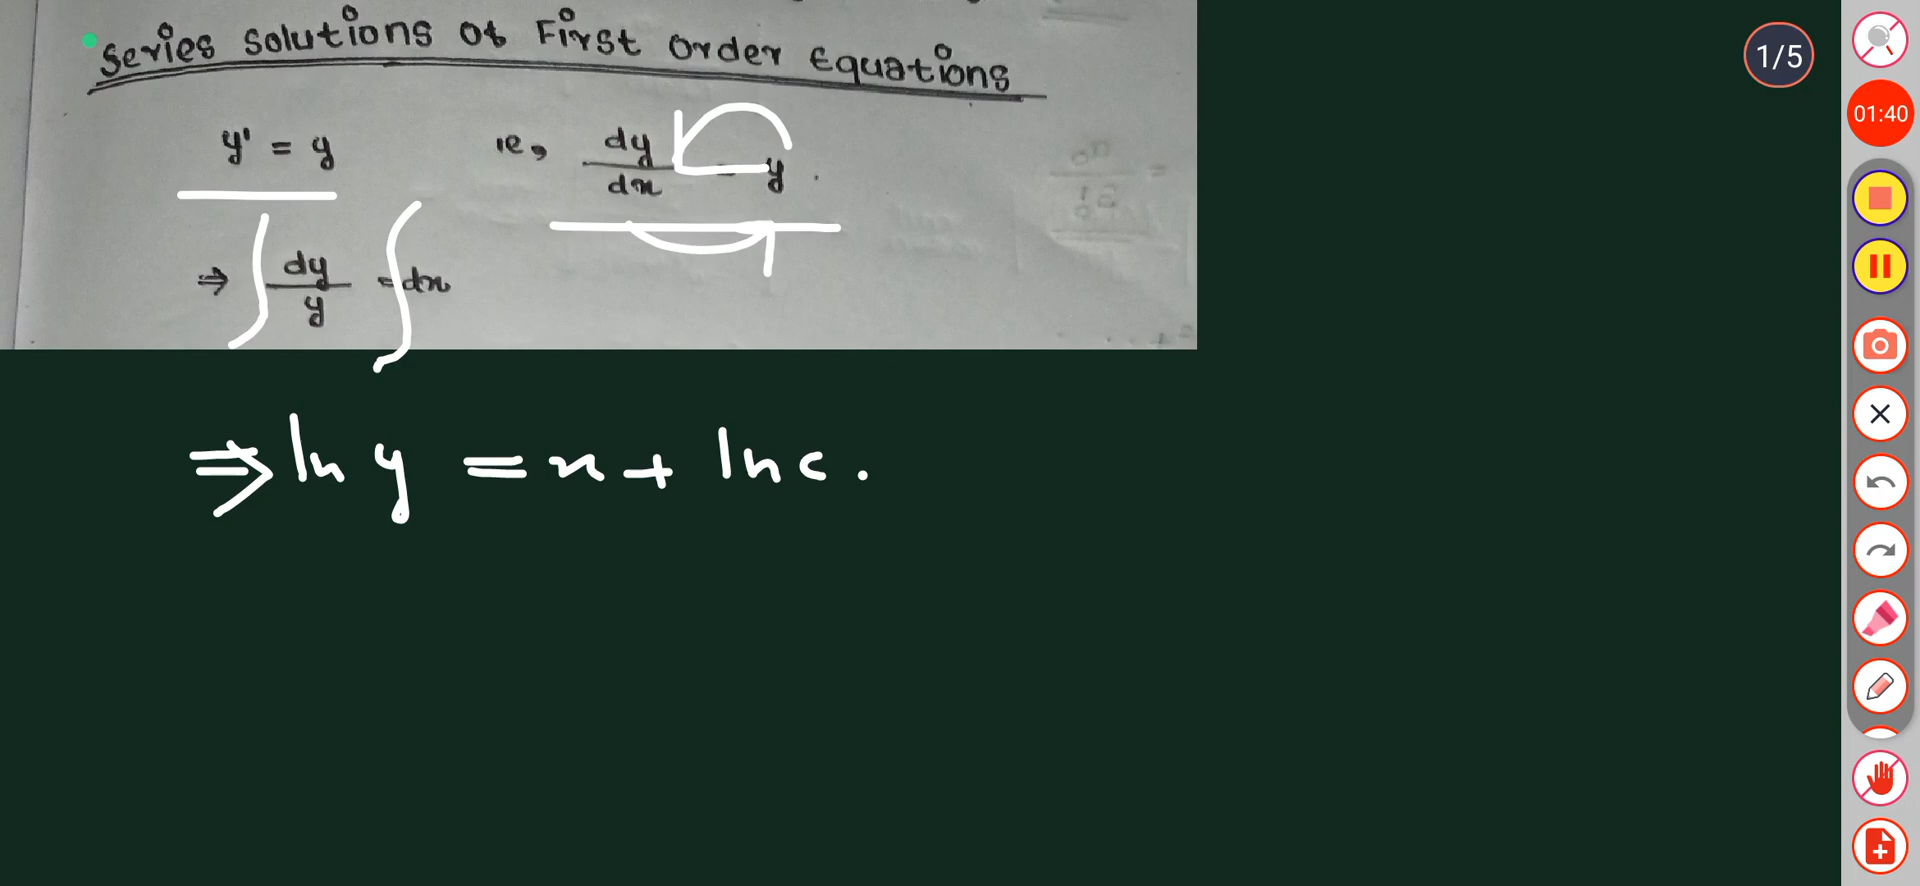 Series Solutions of First Order Equations
y' = y ie, dy/dx = y.
⇒ ∫ dy/y = ∫ dx
⇒ ln y = x + ln c.
1/5
01:40